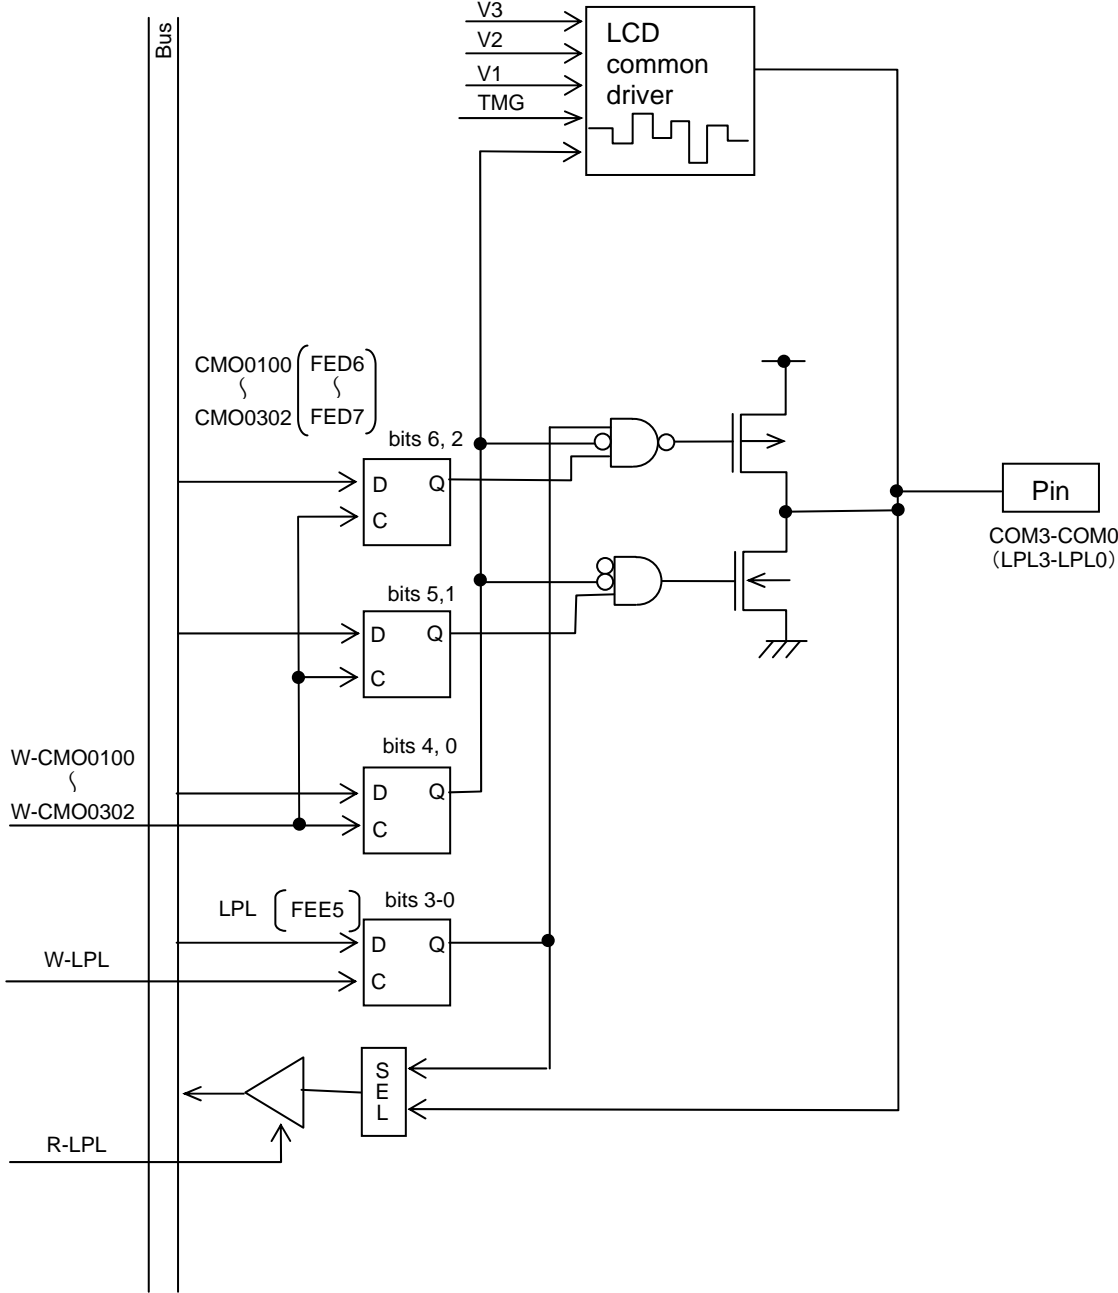 Bus
V3
V2
V1
TMG
LCD
common
driver
CMO0100 FED6
CMO0302 FED7
bits 6, 2
D Q
C
Pin
COM3-COM0
(LPL3-LPL0)
bits 5,1
D Q
C
W-CMO0100
W-CMO0302
bits 4, 0
D Q
C
LPL FEE5
bits 3-0
D Q
C
W-LPL
SEL
R-LPL